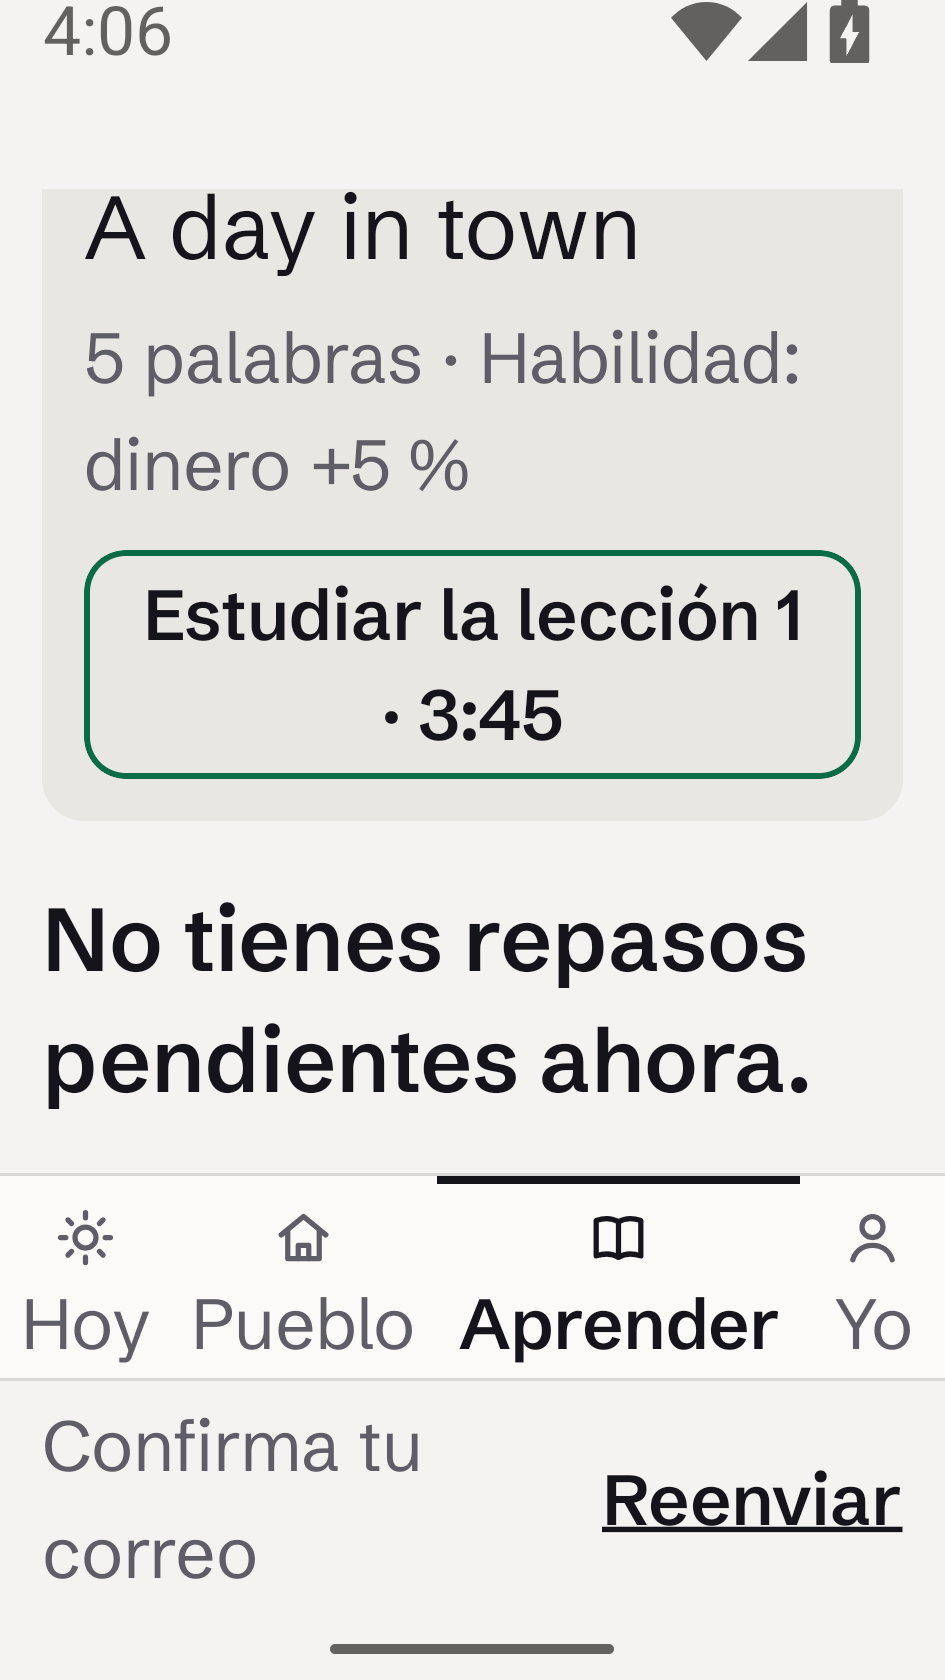 4:06
A day in town
5 palabras · Habilidad:
dinero +5 %
Estudiar la lección 1
· 3:45
No tienes repasos
pendientes ahora.
Hoy
Pueblo
Aprender
Yo
Confirma tu
correo
Reenviar